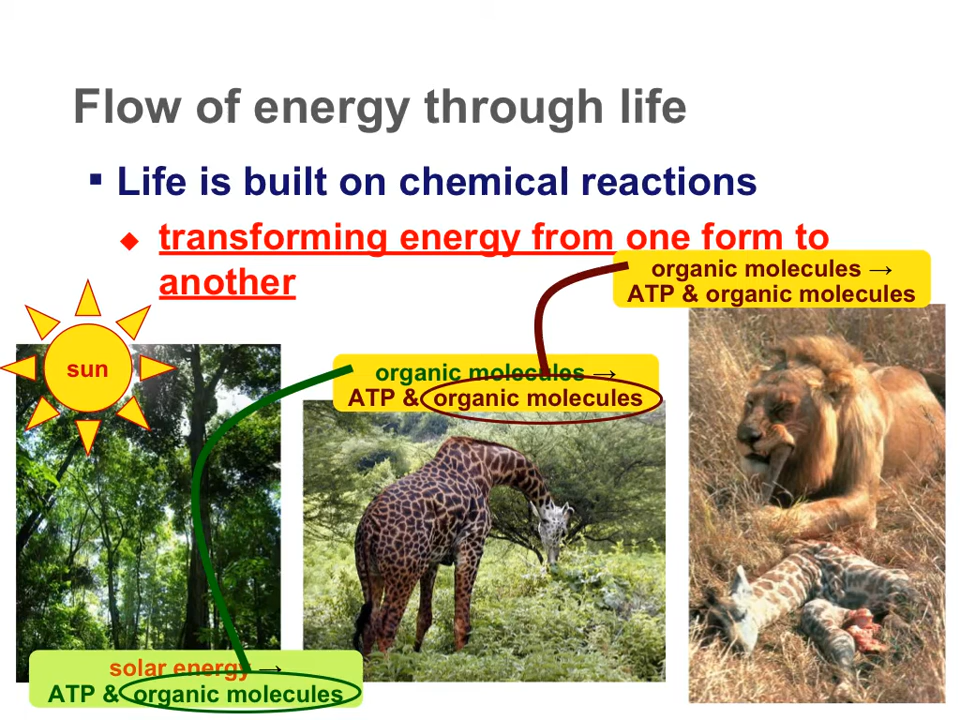 Flow of energy through life
▪ Life is built on chemical reactions
◆ transforming energy from one form to
another
organic molecules →
ATP & organic molecules
sun
organic molecules →
ATP & organic molecules
solar energy →
ATP & organic molecules